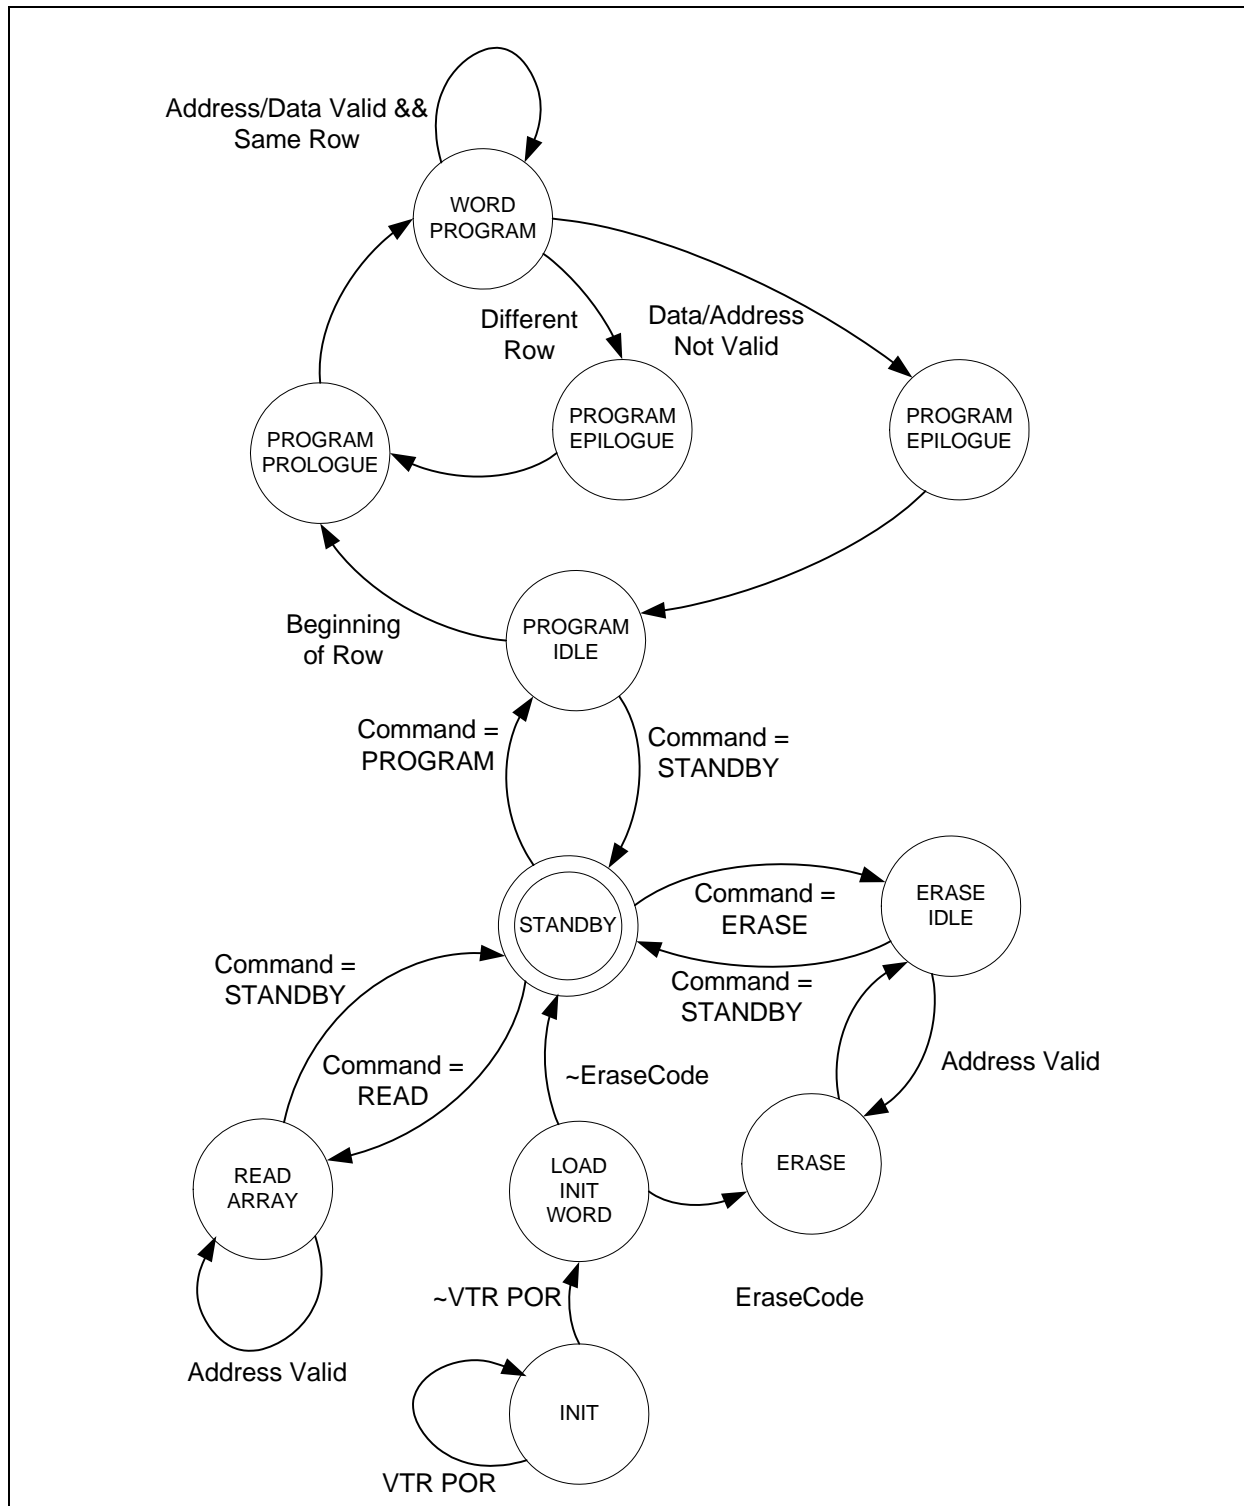 Address/Data Valid &&
Same Row
WORD
PROGRAM
Different
Row
Data/Address
Not Valid
PROGRAM
PROLOGUE
PROGRAM
EPILOGUE
PROGRAM
EPILOGUE
Beginning
of Row
PROGRAM
IDLE
Command =
PROGRAM
Command =
STANDBY
STANDBY
Command =
ERASE
ERASE
IDLE
Command =
STANDBY
Command =
STANDBY
Command =
READ
~EraseCode
Address Valid
READ
ARRAY
LOAD
INIT
WORD
ERASE
~VTR POR
EraseCode
Address Valid
INIT
VTR POR